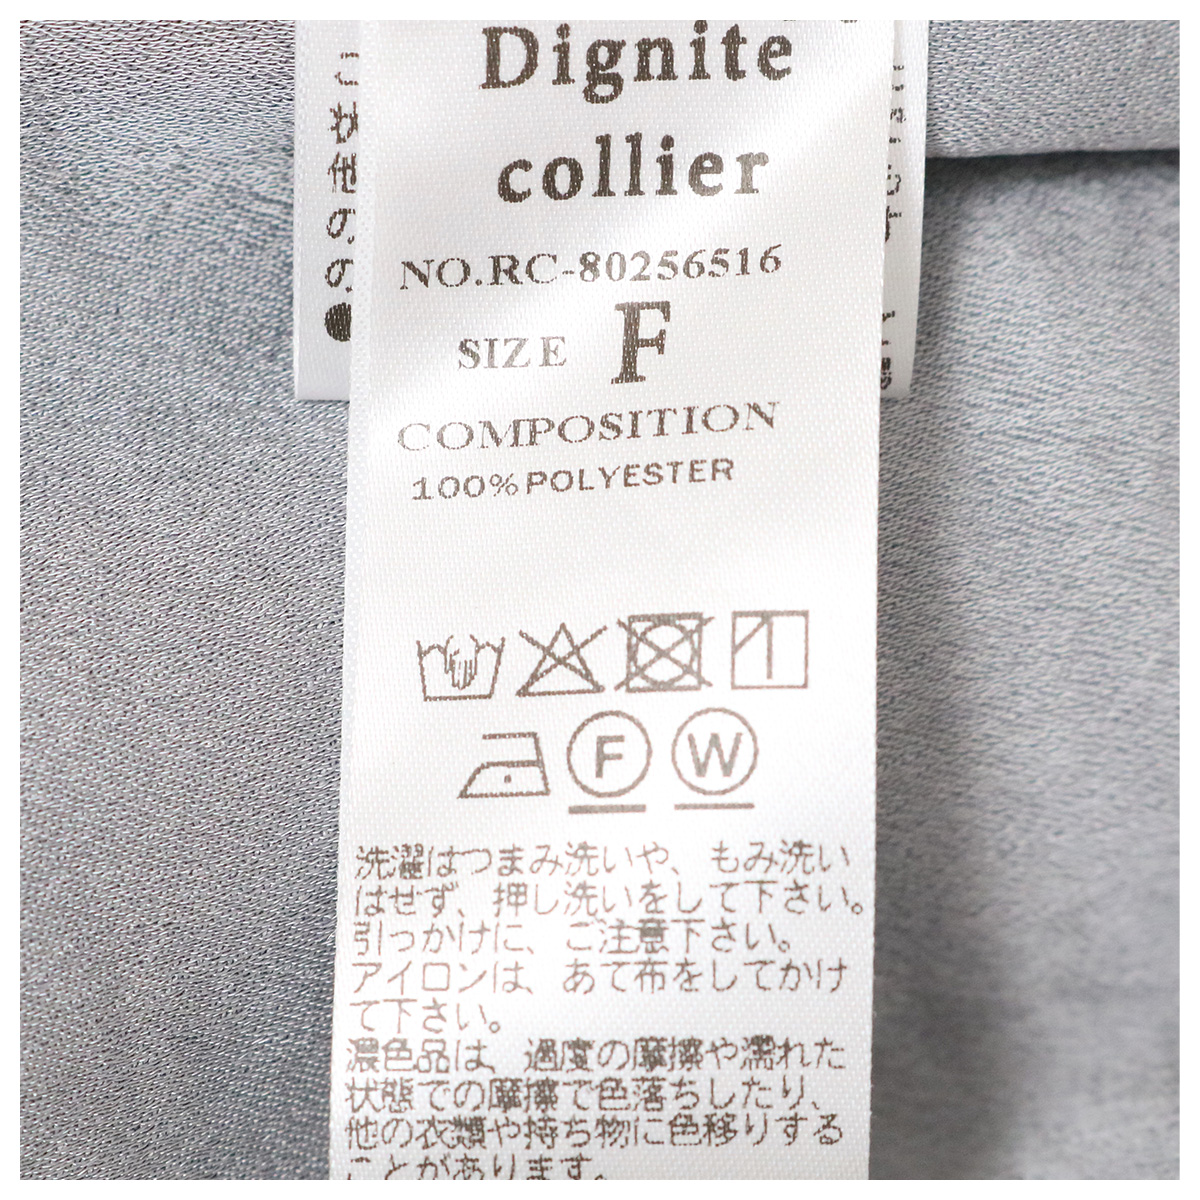 Dignite
collier
NO.RC-80256516
SIZE F
COMPOSITION
100%POLYESTER
F W
洗濯はつまみ洗いや、もみ洗い
はせず、押し洗いをして下さい。
引っかけに、ご注意下さい。
アイロンは、あて布をしてかけ
て下さい。
濃色品は、過度の摩擦や濡れた
状態での摩擦で色落ちしたり、
他の衣類や持ち物に色移りする
ことがあります。
こ
状
他
の
の
●